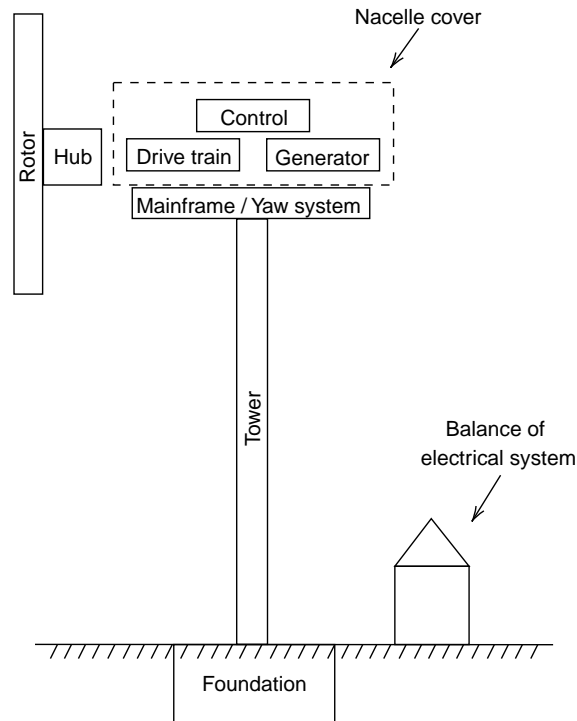 Nacelle cover
Rotor
Hub
Control
Drive train
Generator
Mainframe / Yaw system
Tower
Balance of
electrical system
Foundation